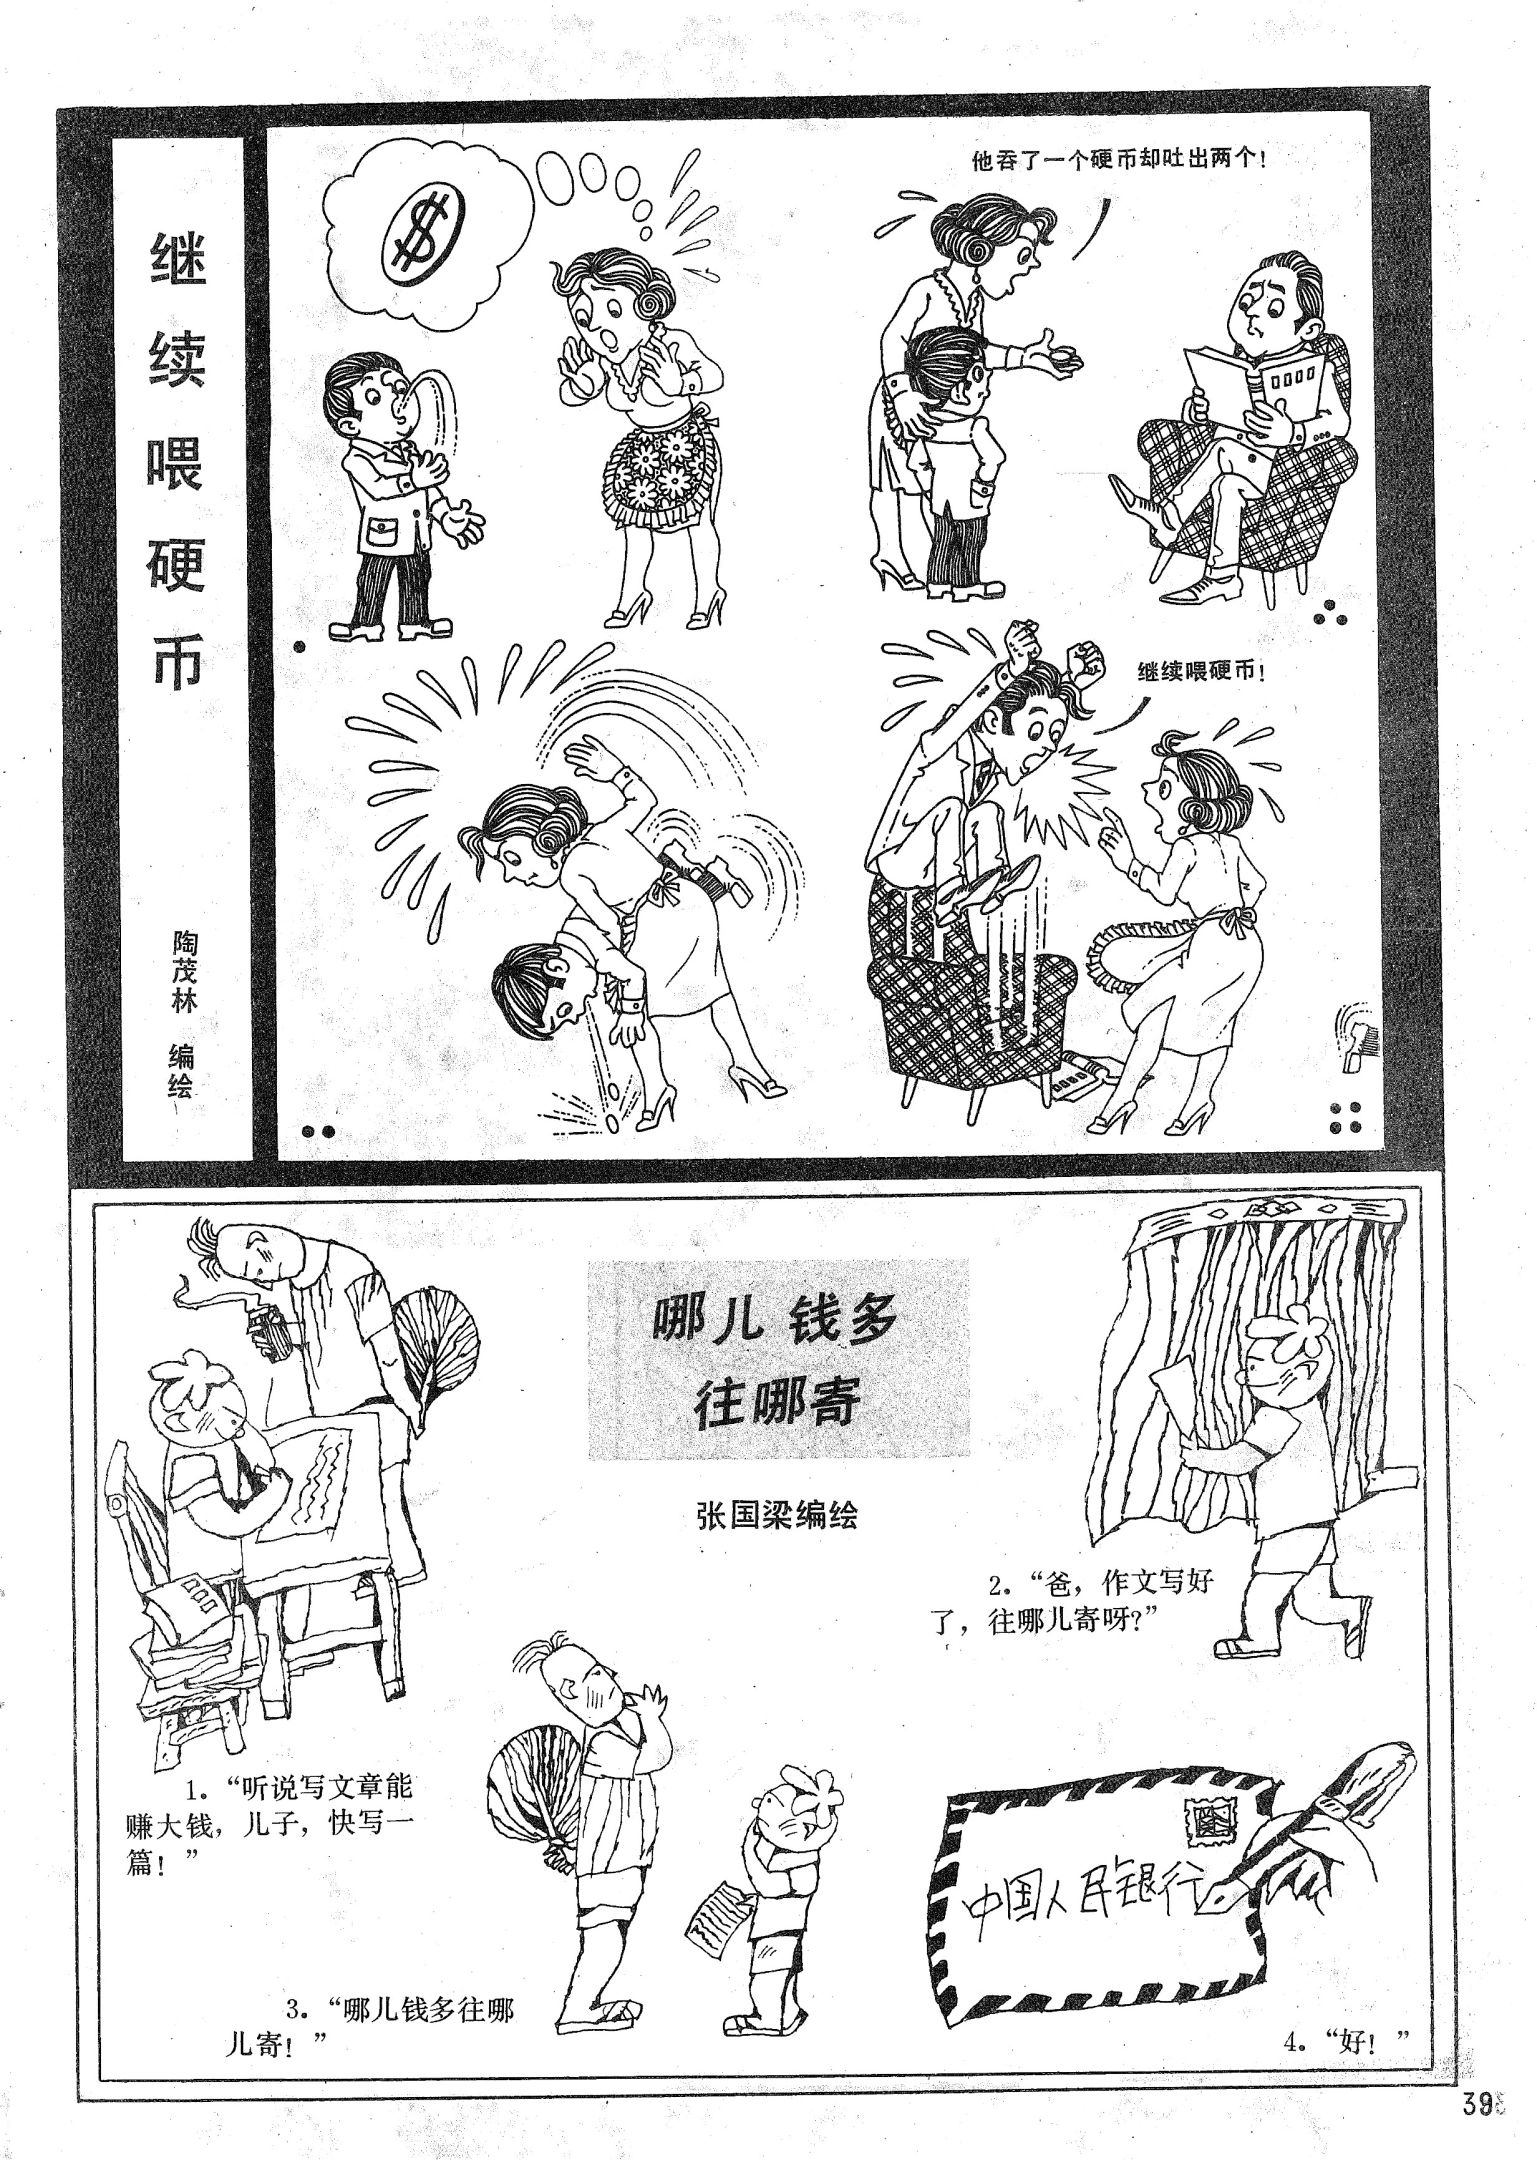 继续喂硬币
陶茂林 编绘
$
他吞了一个硬币却吐出两个！
继续喂硬币！
哪儿钱多
往哪寄
张国梁编绘
1. “听说写文章能
赚大钱，儿子，快写一
篇！”
2. “爸，作文写好
了，往哪儿寄呀？”
3. “哪儿钱多往哪
儿寄！”
中国人民银行
4. “好！”
39